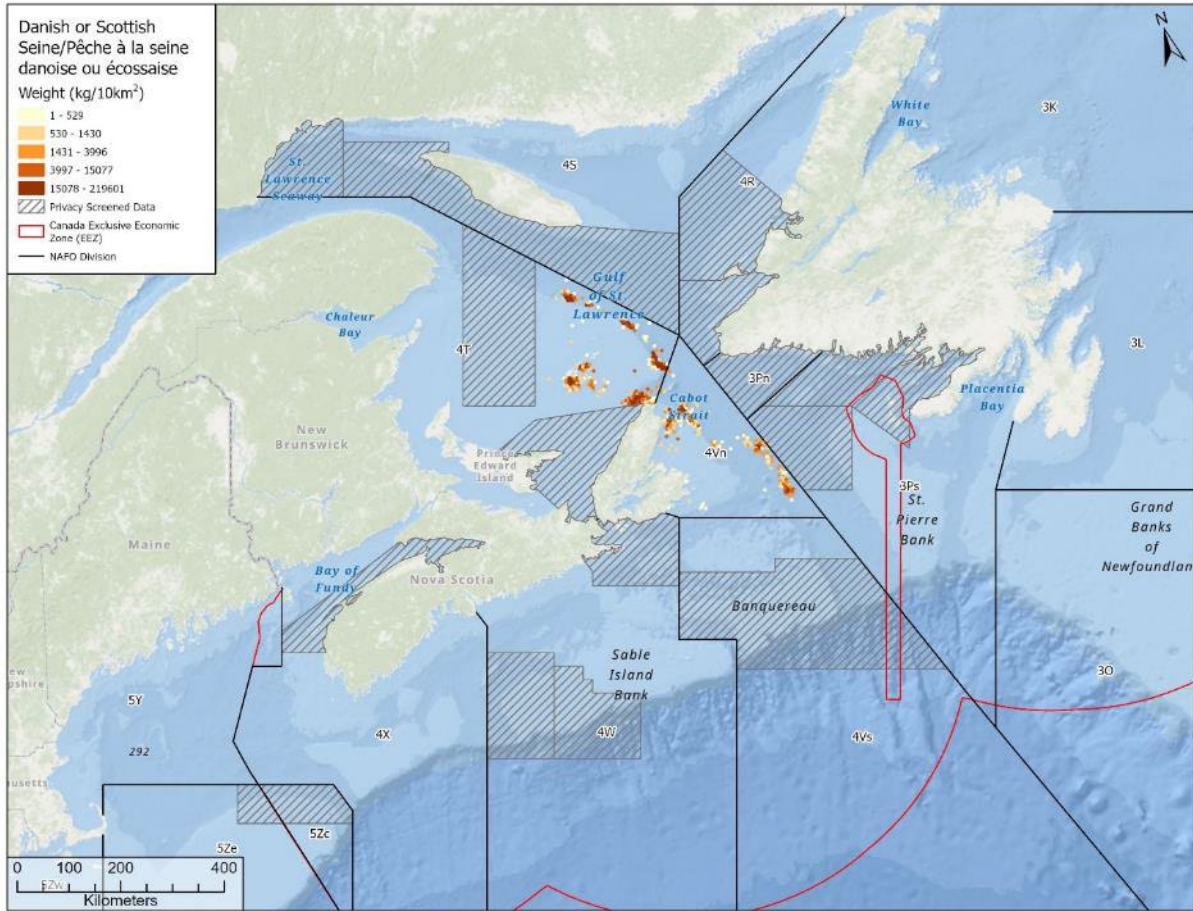 Danish or Scottish
Seine/Pêche à la seine
danoise ou écossaise
Weight (kg/10km²)
1 - 529
530 - 1430
1431 - 3996
3997 - 15077
15078 - 219601
Privacy Screened Data
Canada Exclusive Economic
Zone (EEZ)
NAFO Division
N
3K
White
Bay
4S
4R
St.
Lawrence
Seaway
Gulf
of St
Lawrence
Chaleur
Bay
4T
3L
3Pn
Placentia
Bay
Cabot
Strait
New
Brunswick
Prince
Edward
Island
4Vn
3Ps
St.
Pierre
Bank
Grand
Banks
of
Newfoundlan
Maine
Bay of
Fundy
Nova Scotia
Banquereau
Sable
Island
Bank
ew
pshire
3O
5Y
4X
4W
4Vs
292
usetts
5Zc
5Ze
0 100 200 400
5Zw
Kilometers